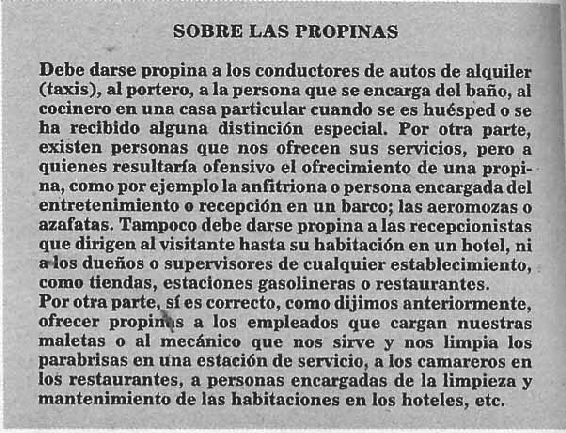 SOBRE LAS PROPINAS
Debe darse propina a los conductores de autos de alquiler
(taxis), al portero, a la persona que se encarga del baño, al
cocinero en una casa particular cuando se es huésped o se
ha recibido alguna distinción especial. Por otra parte,
existen personas que nos ofrecen sus servicios, pero a
quienes resultaría ofensivo el ofrecimiento de una propi-
na, como por ejemplo la anfitriona o persona encargada del
entretenimiento o recepción en un barco; las aeromozas o
azafatas. Tampoco debe darse propina a las recepcionistas
que dirigen al visitante hasta su habitación en un hotel, ni
a los dueños o supervisores de cualquier establecimiento,
como tiendas, estaciones gasolineras o restaurantes.
Por otra parte, sí es correcto, como dijimos anteriormente,
ofrecer propinas a los empleados que cargan nuestras
maletas o al mecánico que nos sirve y nos limpia los
parabrisas en una estación de servicio, a los camareros en
los restaurantes, a personas encargadas de la limpieza y
mantenimiento de las habitaciones en los hoteles, etc.